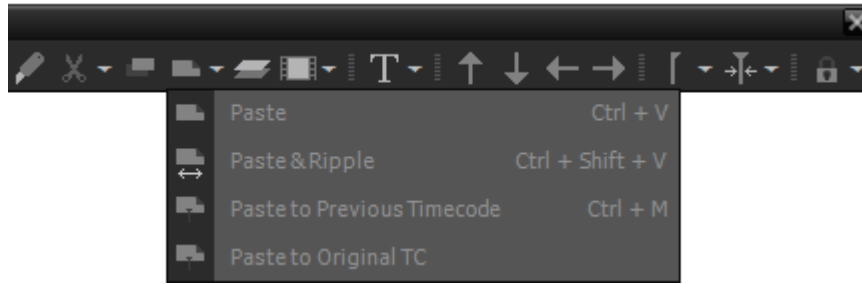 T
Paste Ctrl + V
Paste & Ripple Ctrl + Shift + V
Paste to Previous Timecode Ctrl + M
Paste to Original TC